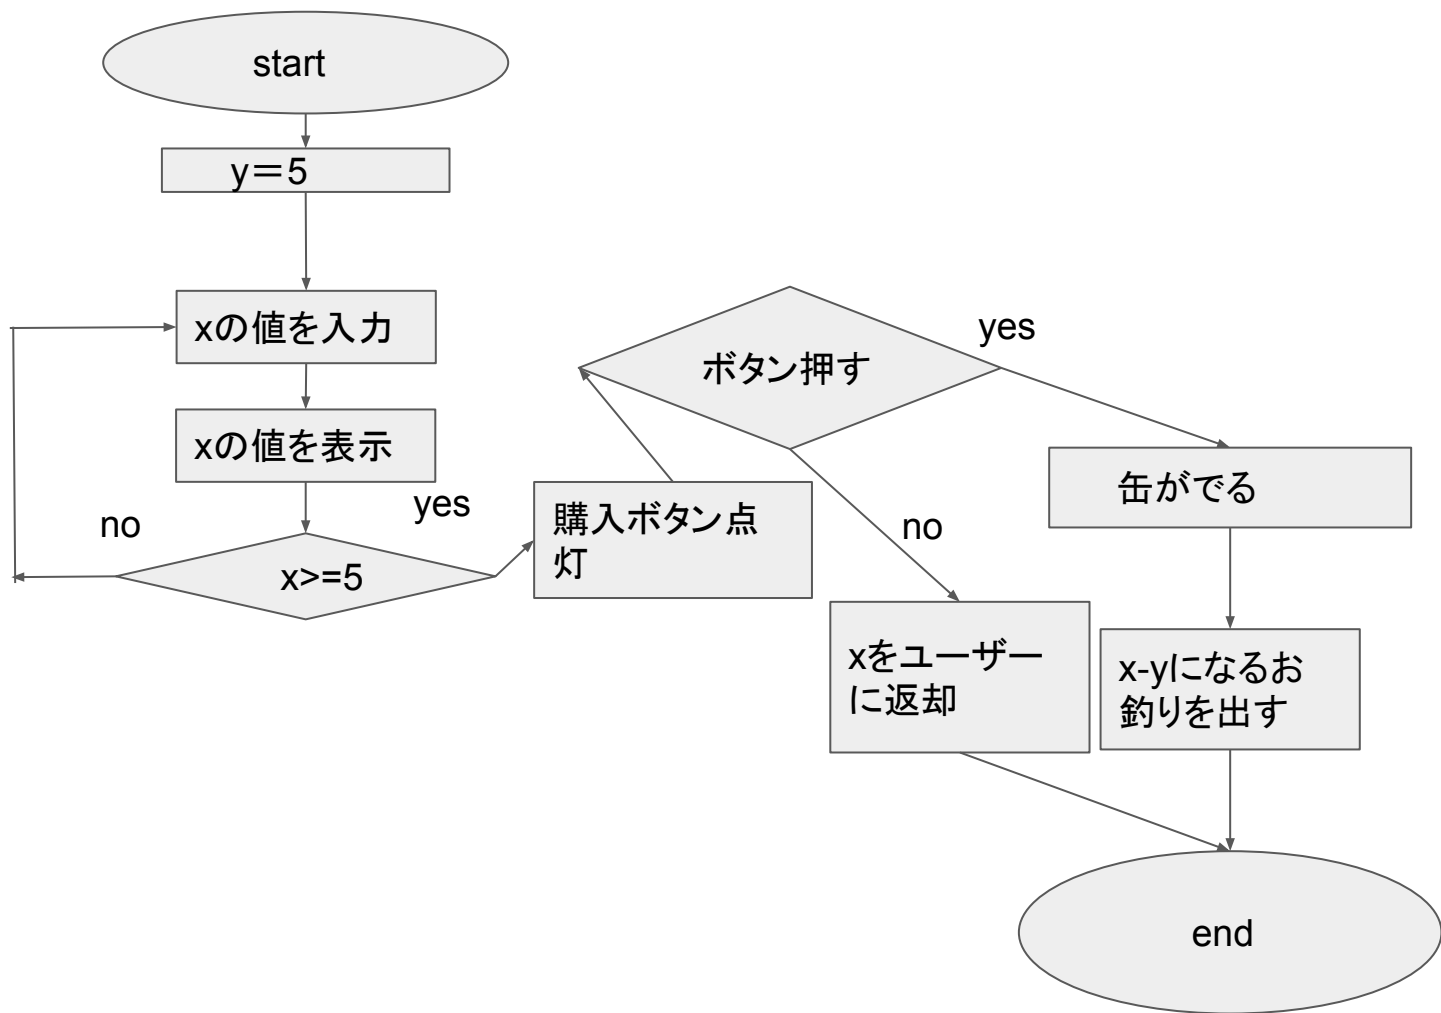 start
y＝5
xの値を入力
xの値を表示
no
yes
x>=5
購入ボタン点
灯
ボタン押す
yes
no
缶がでる
xをユーザー
に返却
x-yになるお
釣りを出す
end